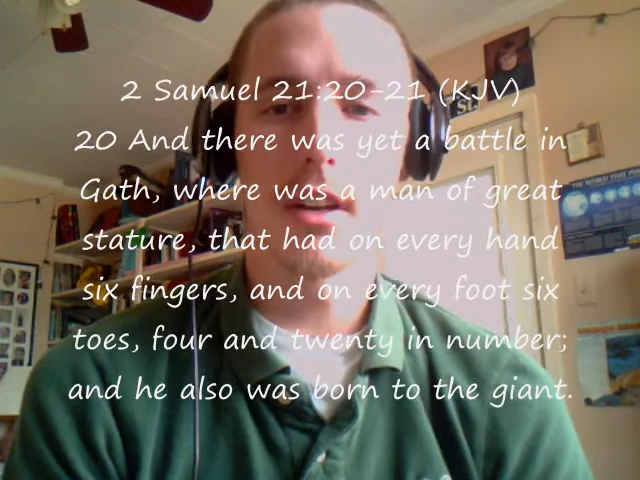 2 Samuel 21:20-21 (KJV)
20 And there was yet a battle in
Gath, where was a man of great
stature, that had on every hand
six fingers, and on every foot six
toes, four and twenty in number;
and he also was born to the giant.